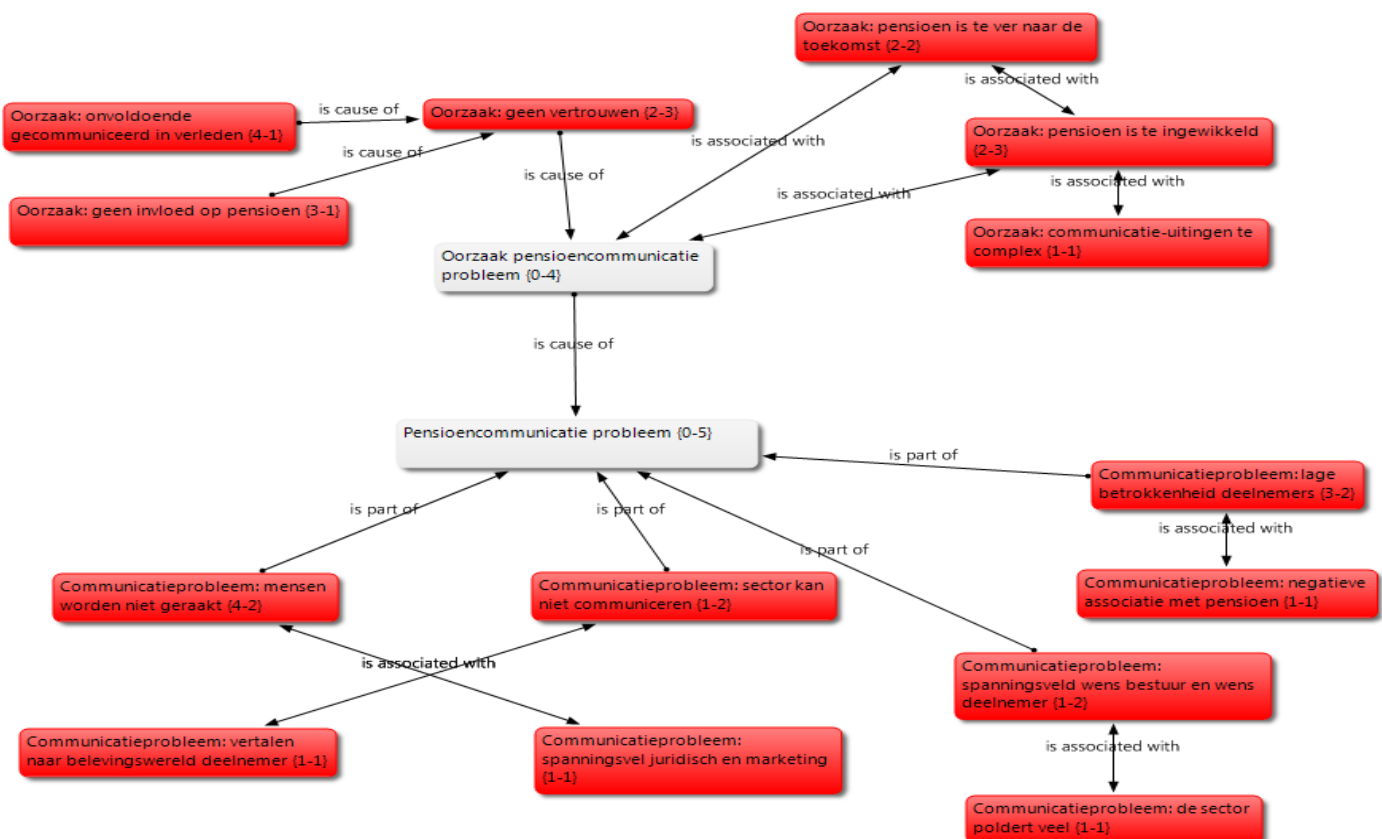 Oorzaak: pensioen is te ver naar de
toekomst {2-2}
is associated with
Oorzaak: onvoldoende
gecommuniceerd in verleden {4-1}
is cause of
Oorzaak: geen vertrouwen {2-3}
is associated with
Oorzaak: pensioen is te ingewikkeld
{2-3}
is cause of
is cause of
is associated with
is associated with
Oorzaak: geen invloed op pensioen {3-1}
Oorzaak: communicatie-uitingen te
complex {1-1}
Oorzaak pensioencommunicatie
probleem {0-4}
is cause of
Pensioencommunicatie probleem {0-5}
is part of
Communicatieprobleem: lage
betrokkenheid deelnemers {3-2}
is part of
is part of
is associated with
is part of
Communicatieprobleem: mensen
worden niet geraakt {4-2}
Communicatieprobleem: sector kan
niet communiceren {1-2}
Communicatieprobleem: negatieve
associatie met pensioen {1-1}
is associated with
Communicatieprobleem:
spanningsveld wens bestuur en wens
deelnemer {1-2}
Communicatieprobleem: vertalen
naar belevingswereld deelnemer {1-1}
Communicatieprobleem:
spanningsvel juridisch en marketing
{1-1}
is associated with
Communicatieprobleem: de sector
poldert veel {1-1}